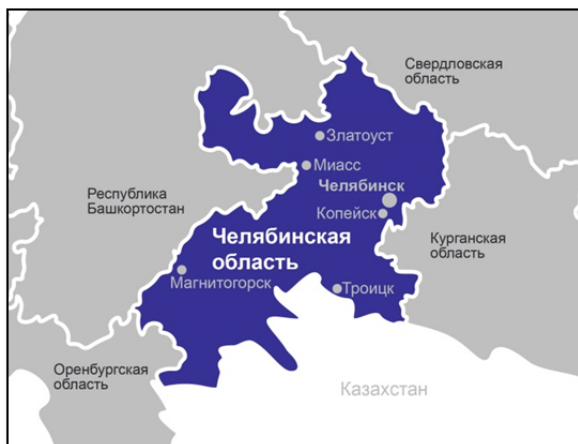 Свердловская
область
Златоуст
Миасс
Челябинск
Республика
Башкортостан
Копейск
Челябинская
область
Курганская
область
Магнитогорск
Троицк
Оренбургская
область
Казахстан